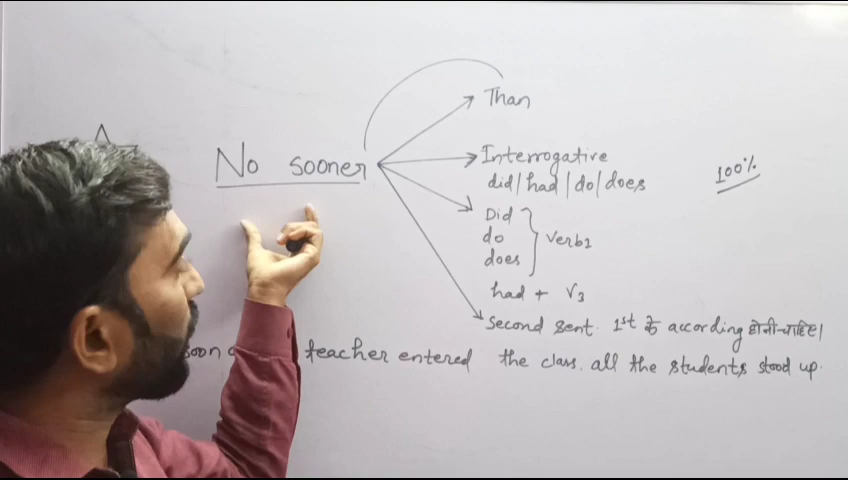 Than
No sooner
Interrogative
did/had/do/does
100%
Did
do
does
Verb1
had + V3
Second sent. 1st के according होनी चाहिए।
soon teacher entered the class. all the students stood up.